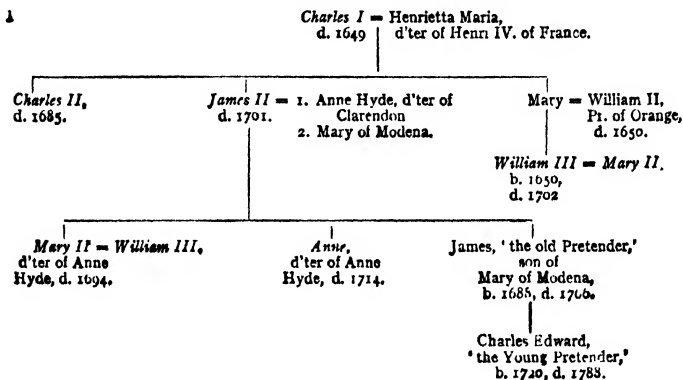 1
Charles I = Henrietta Maria,
d. 1649 d'ter of Henri IV. of France.
Charles II,
d. 1685.
James II = 1. Anne Hyde, d'ter of
d. 1701. Clarendon
2. Mary of Modena.
Mary = William II,
Pr. of Orange,
d. 1650.
William III = Mary II.
b. 1650,
d. 1702
Mary II = William III,
d'ter of Anne
Hyde, d. 1694.
Anne,
d'ter of Anne
Hyde, d. 1714.
James, 'the old Pretender,'
son of
Mary of Modena,
b. 1688, d. 1766.
Charles Edward,
'the Young Pretender,'
b. 1720, d. 1788.